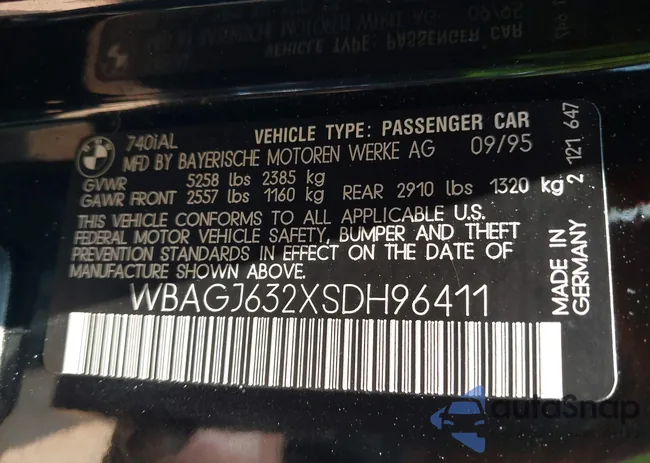 VEHICLE TYPE: PASSENGER CAR
09/95
740iAL VEHICLE TYPE: PASSENGER CAR
MFD BY BAYERISCHE MOTOREN WERKE AG 09/95
GVWR 5258 lbs 2385 kg
GAWR FRONT 2557 lbs 1160 kg REAR 2910 lbs 1320 kg
THIS VEHICLE CONFORMS TO ALL APPLICABLE U.S.
FEDERAL MOTOR VEHICLE SAFETY, BUMPER AND THEFT
PREVENTION STANDARDS IN EFFECT ON THE DATE OF
MANUFACTURE SHOWN ABOVE
WBAGJ632XSDH96411
2 121 647
MADE IN
GERMANY
autoSnap